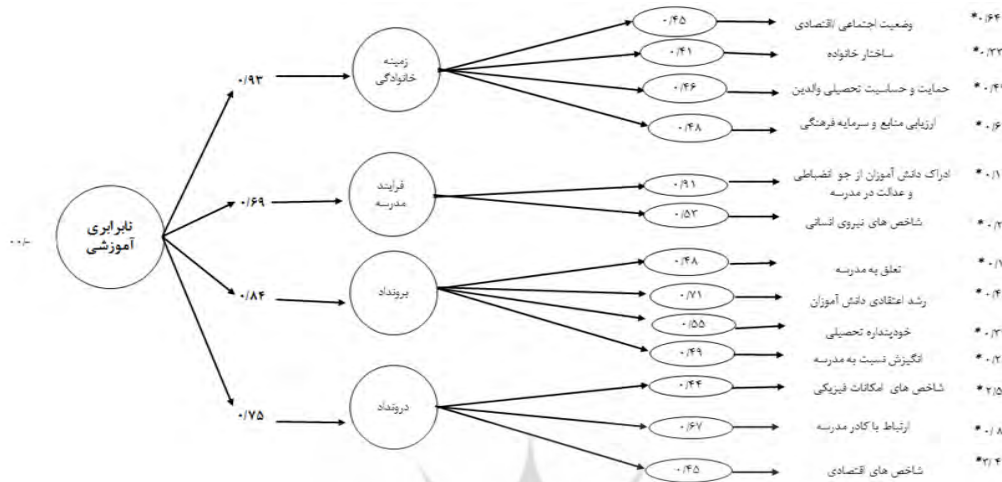 ۰/۴۵
وضعیت اجتماعی /اقتصادی
*۰/۶۴
۰/۴۱
ساختار خانواده
زمینه
خانوادگی
۰/۹۳
۰/۴۶
حمایت و حساسیت تحصیلی والدین
۰/۴۸
ارزیابی منابع و سرمایه فرهنگی
۰/۹۱
ادراک دانش آموزان از جو انضباطی
و عدالت در مدرسه
فرایند
مدرسه
۰/۶۹
۰/۵۳
شاخص های نیروی انسانی
نابرابری
آموزشی
۰/۴۸
تعلق به مدرسه
۰/۷۱
رشد اعتقادی دانش آموزان
برونداد
۰/۸۴
۰/۵۵
خودپنداره تحصیلی
۰/۴۹
انگیزش نسبت به مدرسه
۰/۴۴
شاخص های امکانات فیزیکی
درونداد
۰/۷۵
۰/۶۷
ارتباط با کادر مدرسه
۰/۴۵
شاخص های اقتصادی